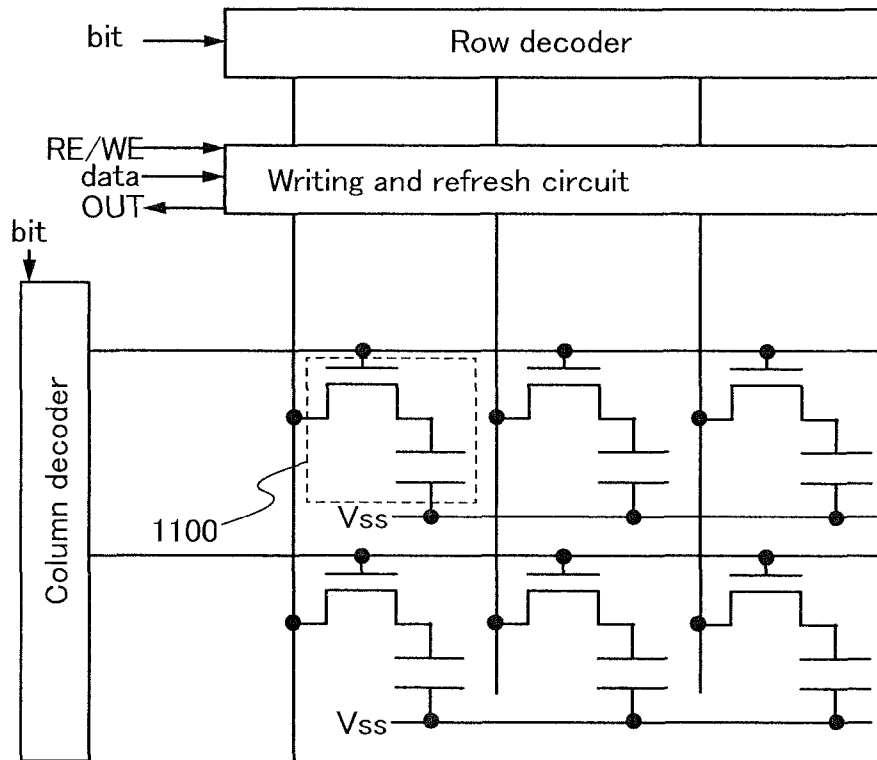 bit
Row decoder
RE/WE
data
OUT
Writing and refresh circuit
bit
Column decoder
1100
Vss
Vss